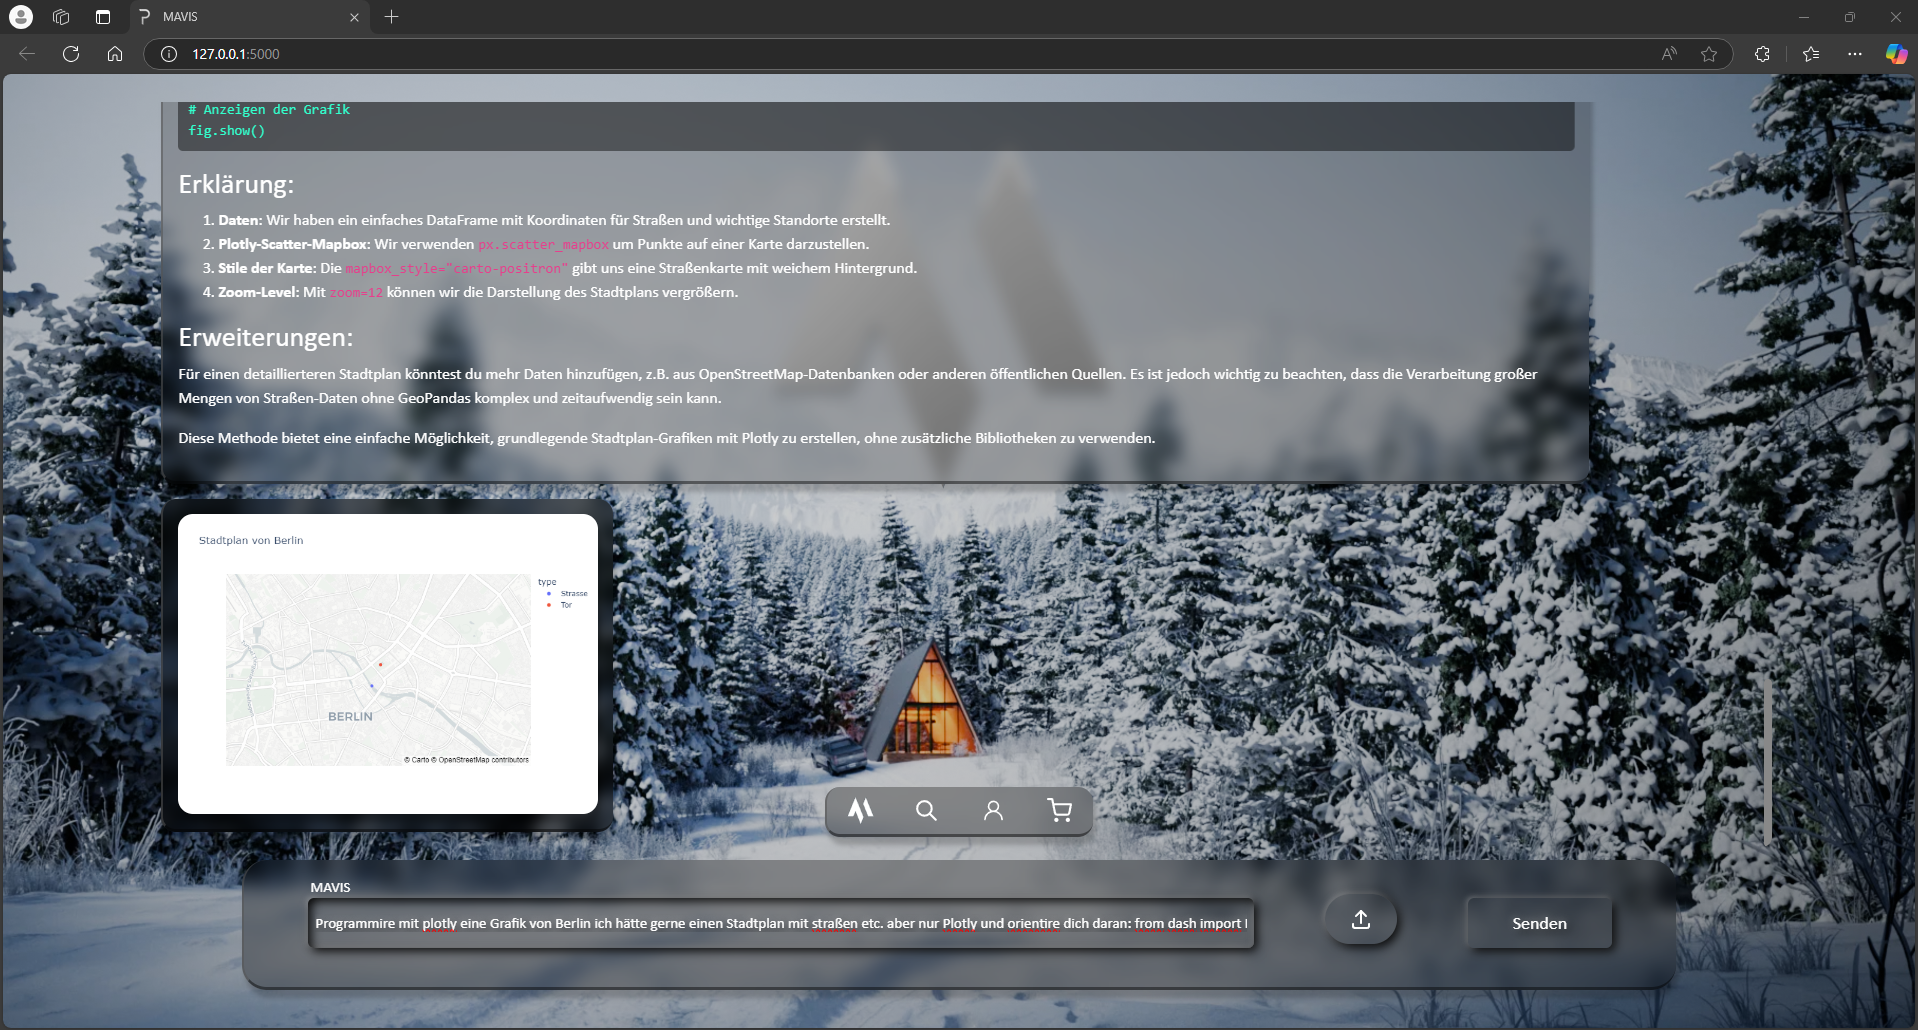 MAVIS
127.0.0.1:5000
# Anzeigen der Grafik
fig.show()
Erklärung:
1. Daten: Wir haben ein einfaches DataFrame mit Koordinaten für Straßen und wichtige Standorte erstellt.
2. Plotly-Scatter-Mapbox: Wir verwenden px.scatter_mapbox um Punkte auf einer Karte darzustellen.
3. Stile der Karte: Die mapbox_style="carto-positron" gibt uns eine Straßenkarte mit weichem Hintergrund.
4. Zoom-Level: Mit zoom=12 können wir die Darstellung des Stadtplans vergrößern.
Erweiterungen:
Für einen detaillierteren Stadtplan könntest du mehr Daten hinzufügen, z.B. aus OpenStreetMap-Datenbanken oder anderen öffentlichen Quellen. Es ist jedoch wichtig zu beachten, dass die Verarbeitung großer
Mengen von Straßen-Daten ohne GeoPandas komplex und zeitaufwendig sein kann.
Diese Methode bietet eine einfache Möglichkeit, grundlegende Stadtplan-Grafiken mit Plotly zu erstellen, ohne zusätzliche Bibliotheken zu verwenden.
Stadtplan von Berlin
type
Strasse
Tor
BERLIN
© Carto © OpenStreetMap contributors
MAVIS
Programmire mit plotly eine Grafik von Berlin ich hätte gerne einen Stadtplan mit straßen etc. aber nur Plotly und orientire dich daran: from dash import
Senden